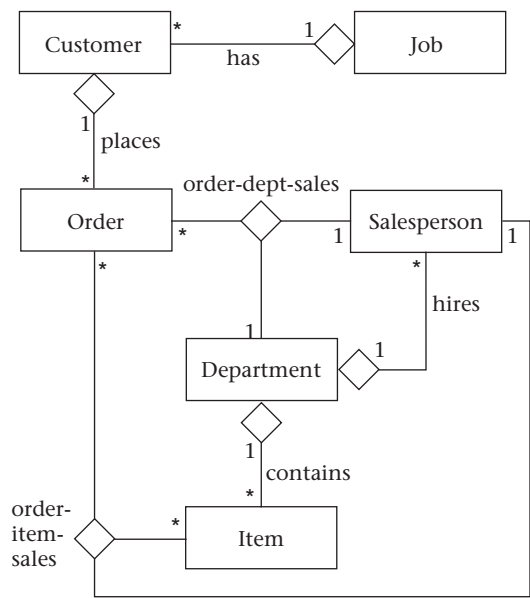 Customer
*
has
1
Job
1
places
*
order-dept-sales
Order
*
1
Salesperson
1
*
*
hires
1
Department
1
1
contains
*
order-
item-
sales
*
Item